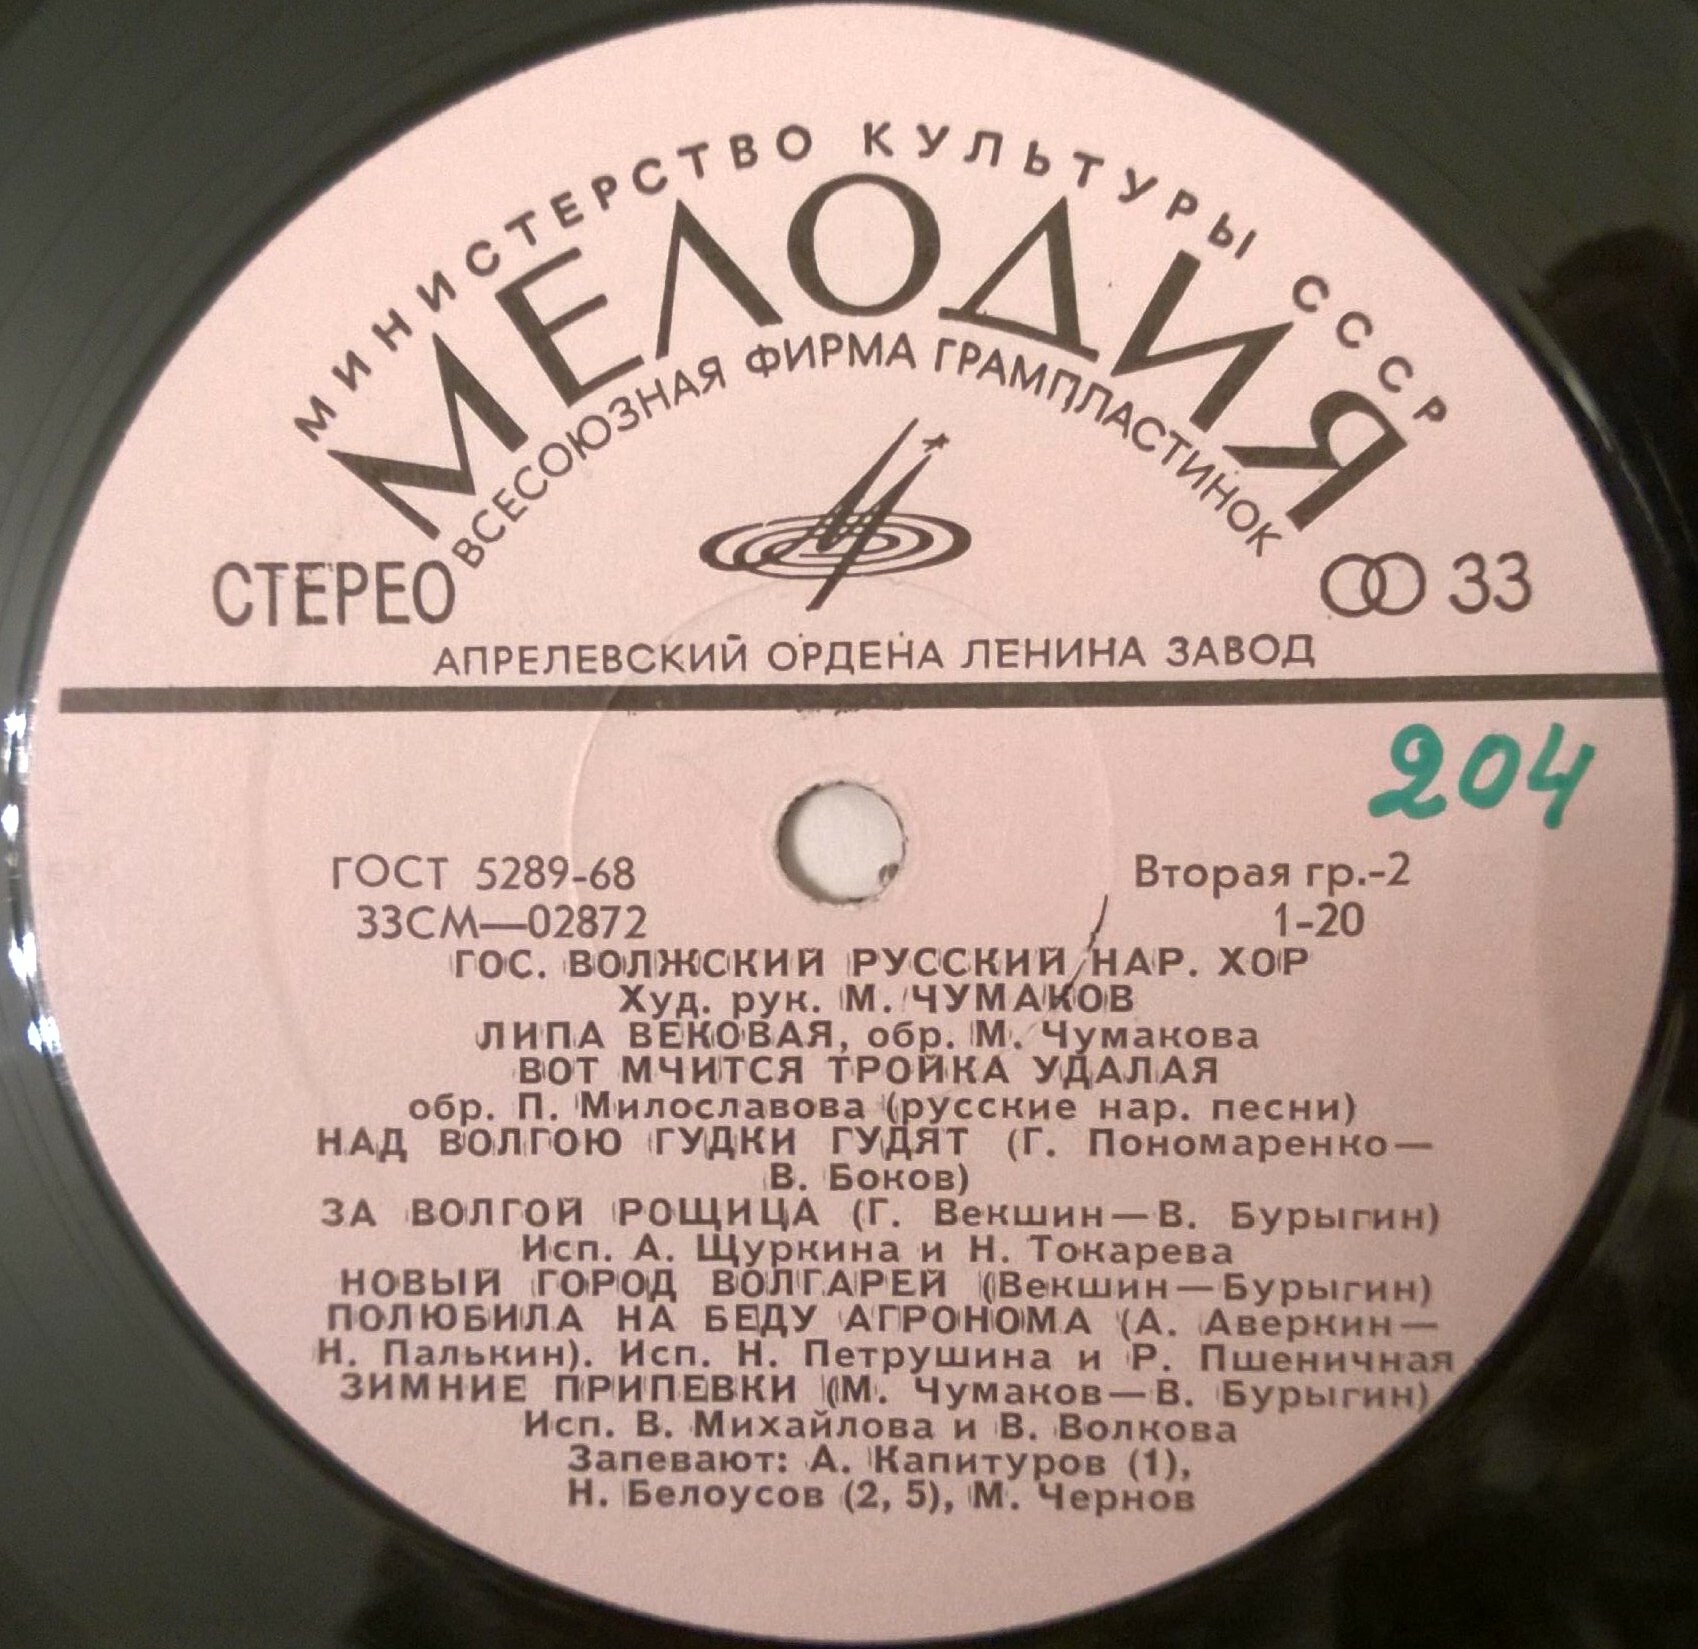 МИНИСТЕРСТВО КУЛЬТУРЫ СССР
МЕЛОДИЯ
ВСЕСОЮЗНАЯ ФИРМА ГРАМПЛАСТИНОК
СТЕРЕО
33
АПРЕЛЕВСКИЙ ОРДЕНА ЛЕНИНА ЗАВОД
204
ГОСТ 5289-68
Вторая гр.-2
33СМ—02872
1-20
ГОС. ВОЛЖСКИЙ РУССКИЙ НАР. ХОР
Худ. рук. М. ЧУМАКОВ
ЛИПА ВЕКОВАЯ, обр. М. Чумакова
ВОТ МЧИТСЯ ТРОЙКА УДАЛАЯ
обр. П. Милославова (русские нар. песни)
НАД ВОЛГОЮ ГУДКИ ГУДЯТ (Г. Пономаренко—
В. Боков)
ЗА ВОЛГОЙ РОЩИЦА (Г. Векшин—В. Бурыгин)
Исп. А. Щуркина и Н. Токарева
НОВЫЙ ГОРОД ВОЛГАРЕЙ (Векшин—Бурыгин)
ПОЛЮБИЛА НА БЕДУ АГРОНОМА (А. Аверкин—
Н. Палькин). Исп. Н. Петрушина и Р. Пшеничная
ЗИМНИЕ ПРИПЕВКИ (М. Чумаков—В. Бурыгин)
Исп. В. Михайлова и В. Волкова
Запевают: А. Капитуров (1),
Н. Белоусов (2, 5), М. Чернов